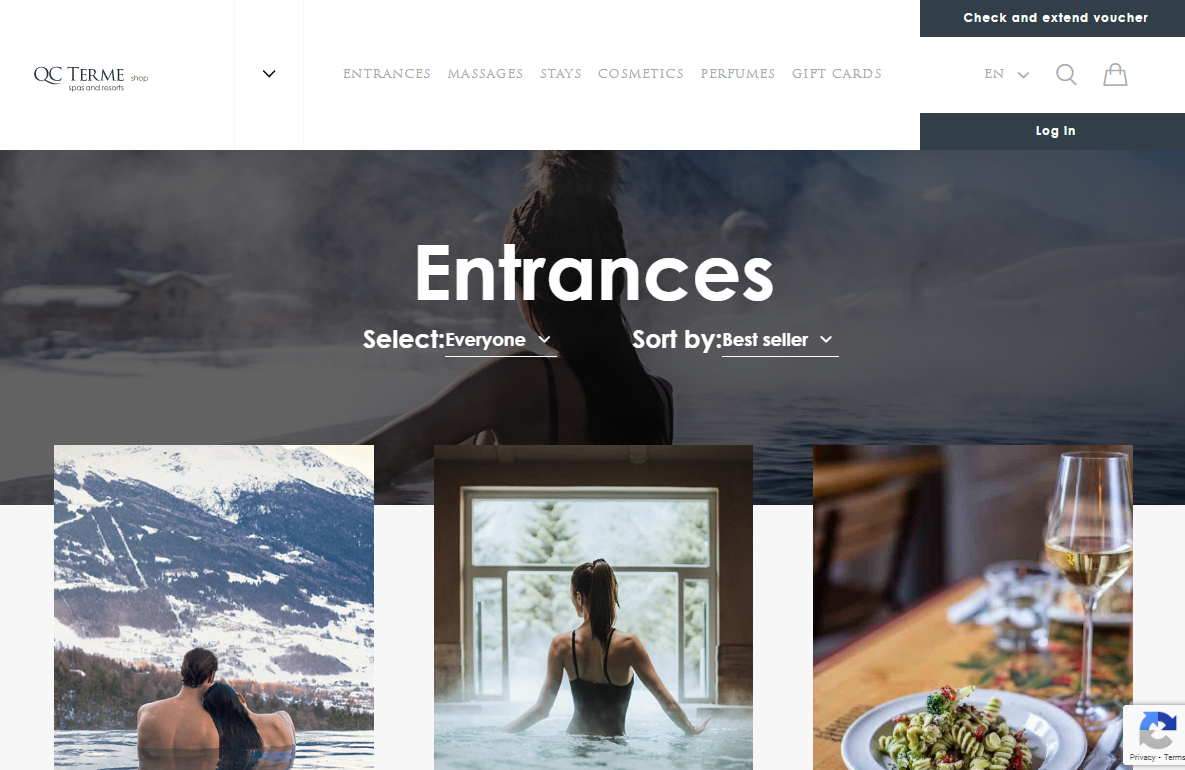 Check and extend voucher
QC TERME shop
spas and resorts
ENTRANCES MASSAGES STAYS COSMETICS PERFUMES GIFT CARDS
EN
Log In
Entrances
Select: Everyone
Sort by: Best seller
Privacy - Terms